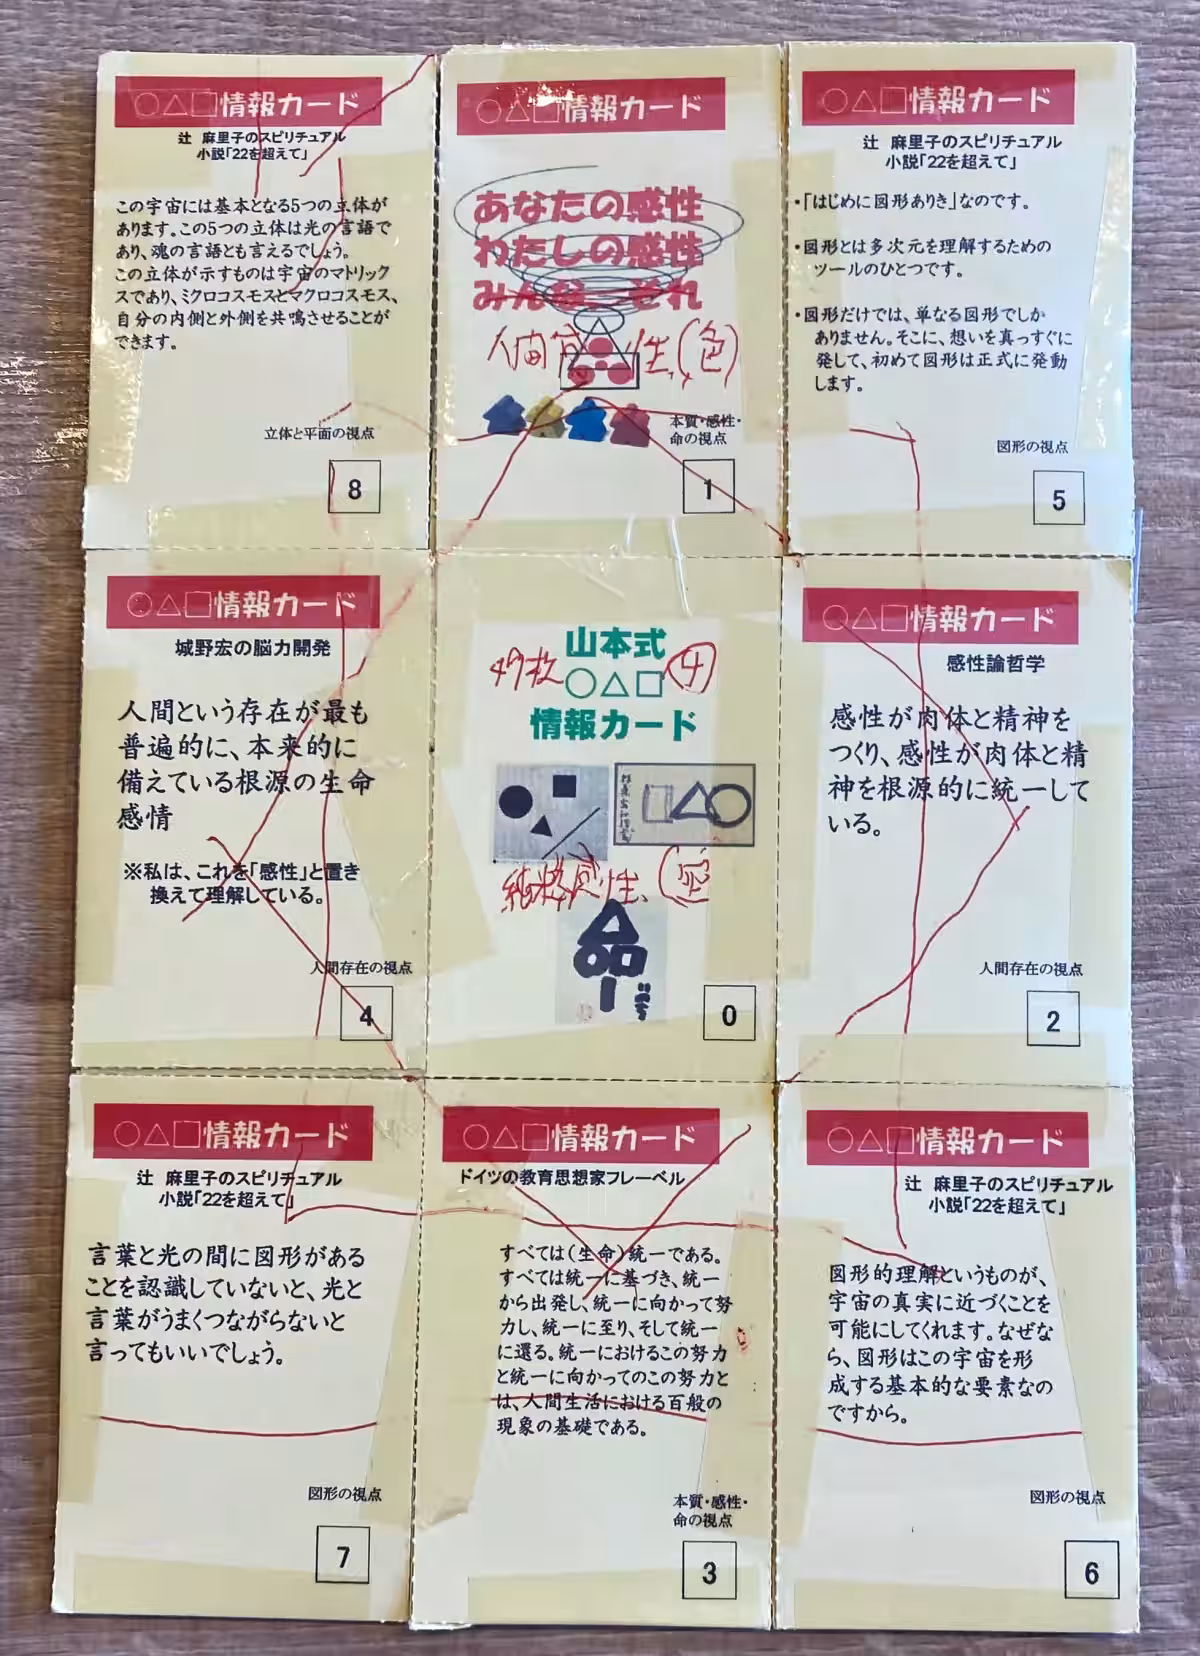 ○△□情報カード
辻 麻里子のスピリチュアル
小説「22を超えて」
この宇宙には基本となる5つの立体が
あります。この5つの立体は光の言語で
あり、魂の言語とも言えるでしょう。
この立体が示すものは宇宙のマトリック
スであり、ミクロコスモスとマクロコスモス、
自分の内側と外側を共鳴させることが
できます。
立体と平面の視点
8
○△□情報カード
あなたの感性
わたしの感性
みんな それ
性(色)
本質・感性・
命の視点
1
○△□情報カード
辻 麻里子のスピリチュアル
小説「22を超えて」
・「はじめに図形ありき」なのです。
・図形とは多次元を理解するための
ツールのひとつです。
・図形だけでは、単なる図形でしか
ありません。そこに、想いを真っすぐに
発して、初めて図形は正式に発動
します。
図形の視点
5
○△□情報カード
城野宏の脳力開発
人間という存在が最も
普遍的に、本来的に
備えている根源の生命
感情
※私は、これを「感性」と置き
換えて理解している。
人間存在の視点
4
山本式
○△□
情報カード
47枚
純粋感性、(空
0
○△□情報カード
感性論哲学
感性が肉体と精神を
つくり、感性が肉体と精
神を根源的に統一して
いる。
人間存在の視点
2
○△□情報カード
辻 麻里子のスピリチュアル
小説「22を超えて」
言葉と光の間に図形がある
ことを認識していないと、光と
言葉がうまくつながらないと
言ってもいいでしょう。
図形の視点
7
○△□情報カード
ドイツの教育思想家フレーベル
すべては(生命)統一である。
すべては統一に基づき、統一
から出発し、統一に向かって努
力し、統一に至り、そして統一
に還る。統一におけるこの努力
と統一に向かってのこの努力と
は、人間生活における百般の
現象の基礎である。
本質・感性・
命の視点
3
○△□情報カード
辻 麻里子のスピリチュアル
小説「22を超えて」
図形的理解というものが、
宇宙の真実に近づくことを
可能にしてくれます。なぜな
ら、図形はこの宇宙を形
成する基本的な要素なの
ですから。
図形の視点
6